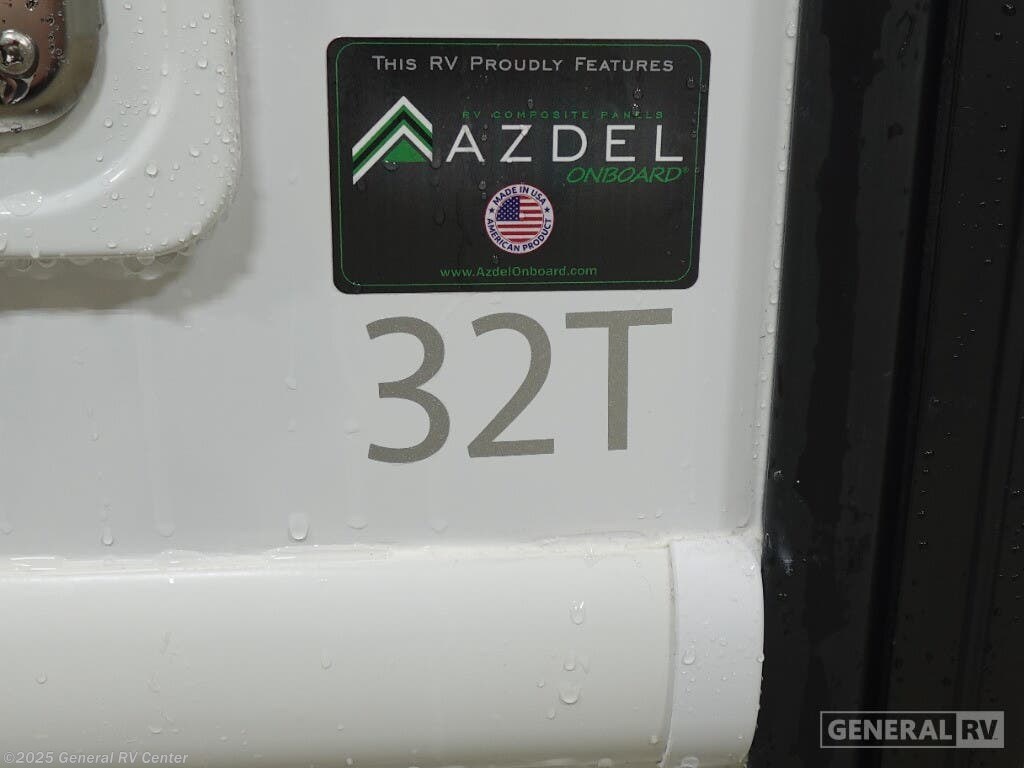 This RV Proudly Features
RV COMPOSITE PANELS
AZDEL
ONBOARD®
MADE IN USA
AMERICAN PRODUCT
www.AzdelOnboard.com
32T
GENERAL RV
©2025 General RV Center